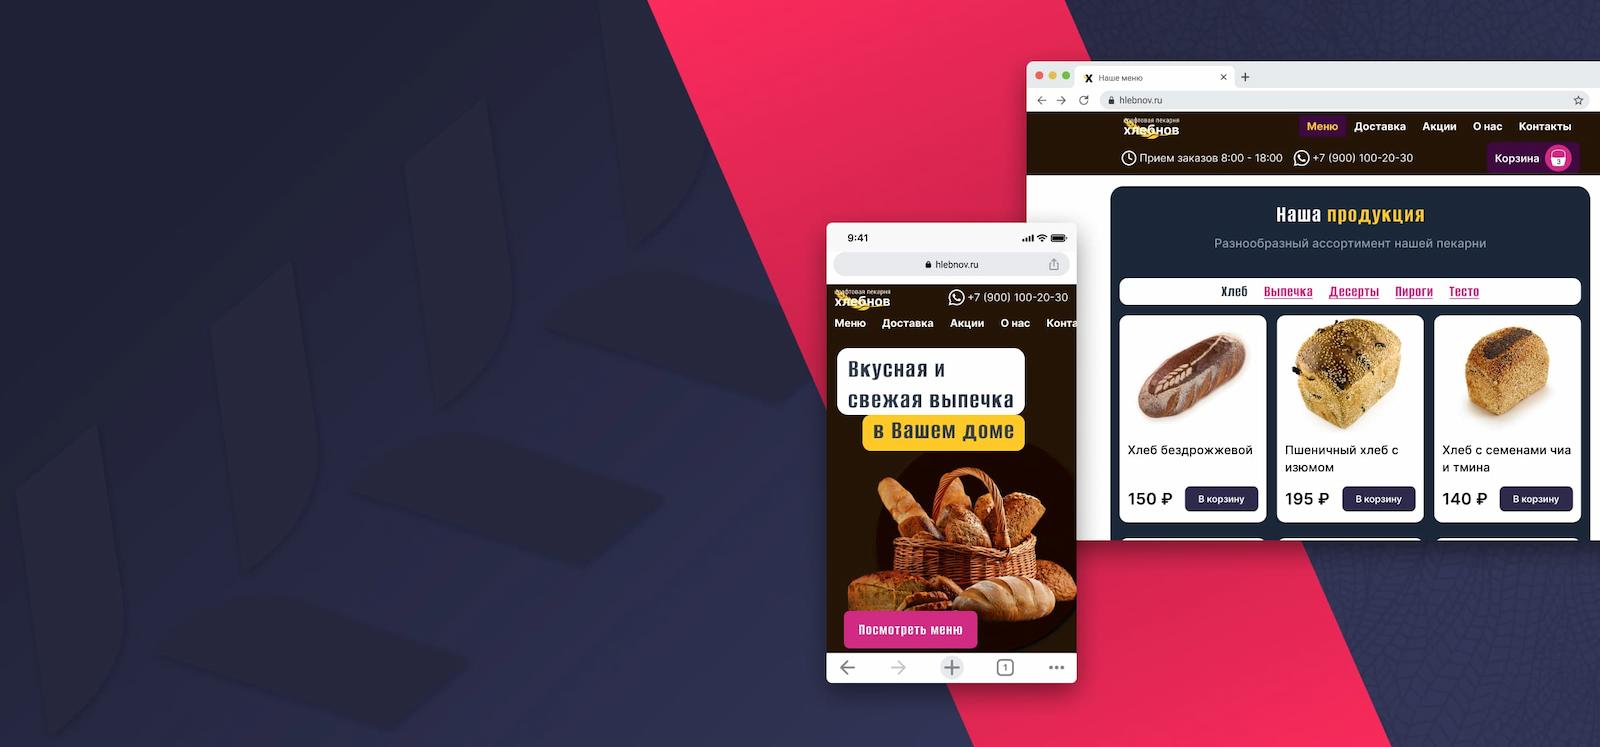 9:41
hlebnov.ru
крафтовая пекарня
хлебнов
+7 (900) 100-20-30
Меню Доставка Акции О нас Конта
Вкусная и
свежая выпечка
в Вашем доме
Посмотреть меню
1
Наше меню
hlebnov.ru
крафтовая пекарня
хлебнов
Меню Доставка Акции О нас Контакты
Прием заказов 8:00 - 18:00 +7 (900) 100-20-30
Корзина 3
Наша продукция
Разнообразный ассортимент нашей пекарни
Хлеб Выпечка Десерты Пироги Тесто
Хлеб бездрожжевой
150 ₽ В корзину
Пшеничный хлеб с
изюмом
195 ₽ В корзину
Хлеб с семенами чиа
и тмина
140 ₽ В корзину